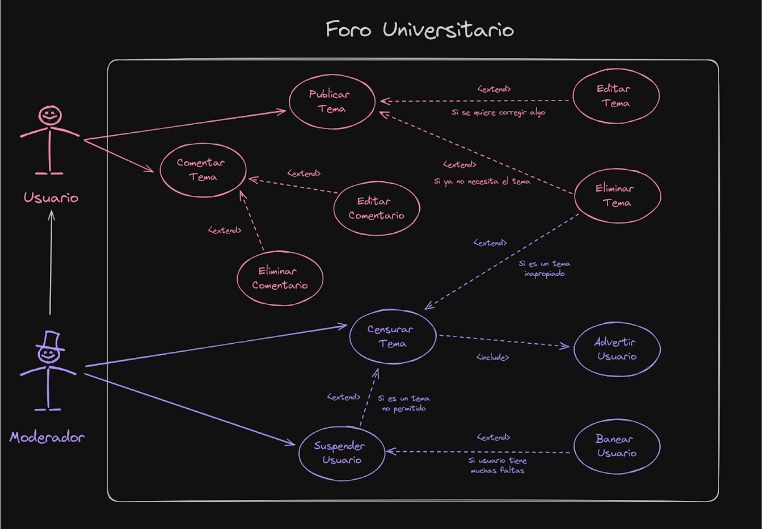 Foro Universitario
Publicar
Tema
<extend>
Si se quiere corregir algo
Editar
Tema
Usuario
Comentar
Tema
<extend>
<extend>
Si ya no necesita el tema
Eliminar
Tema
Editar
Comentario
<extend>
Eliminar
Comentario
<extend>
Si es un tema
inapropiado
Censurar
Tema
<include>
Advertir
Usuario
Moderador
<extend>
Si es un tema
no permitido
Suspender
Usuario
<extend>
Si usuario tiene
muchas faltas
Banear
Usuario